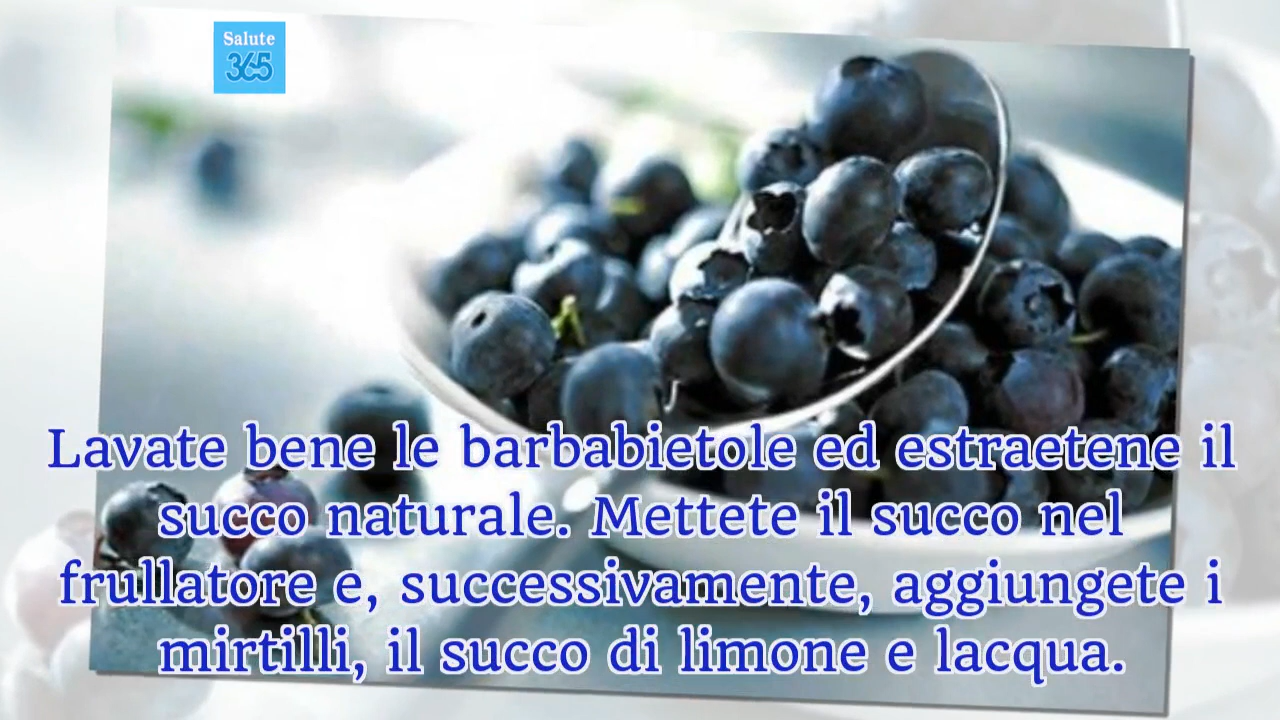 Salute
365
Lavate bene le barbabietole ed estraetene il
succo naturale. Mettete il succo nel
frullatore e, successivamente, aggiungete i
mirtilli, il succo di limone e lacqua.